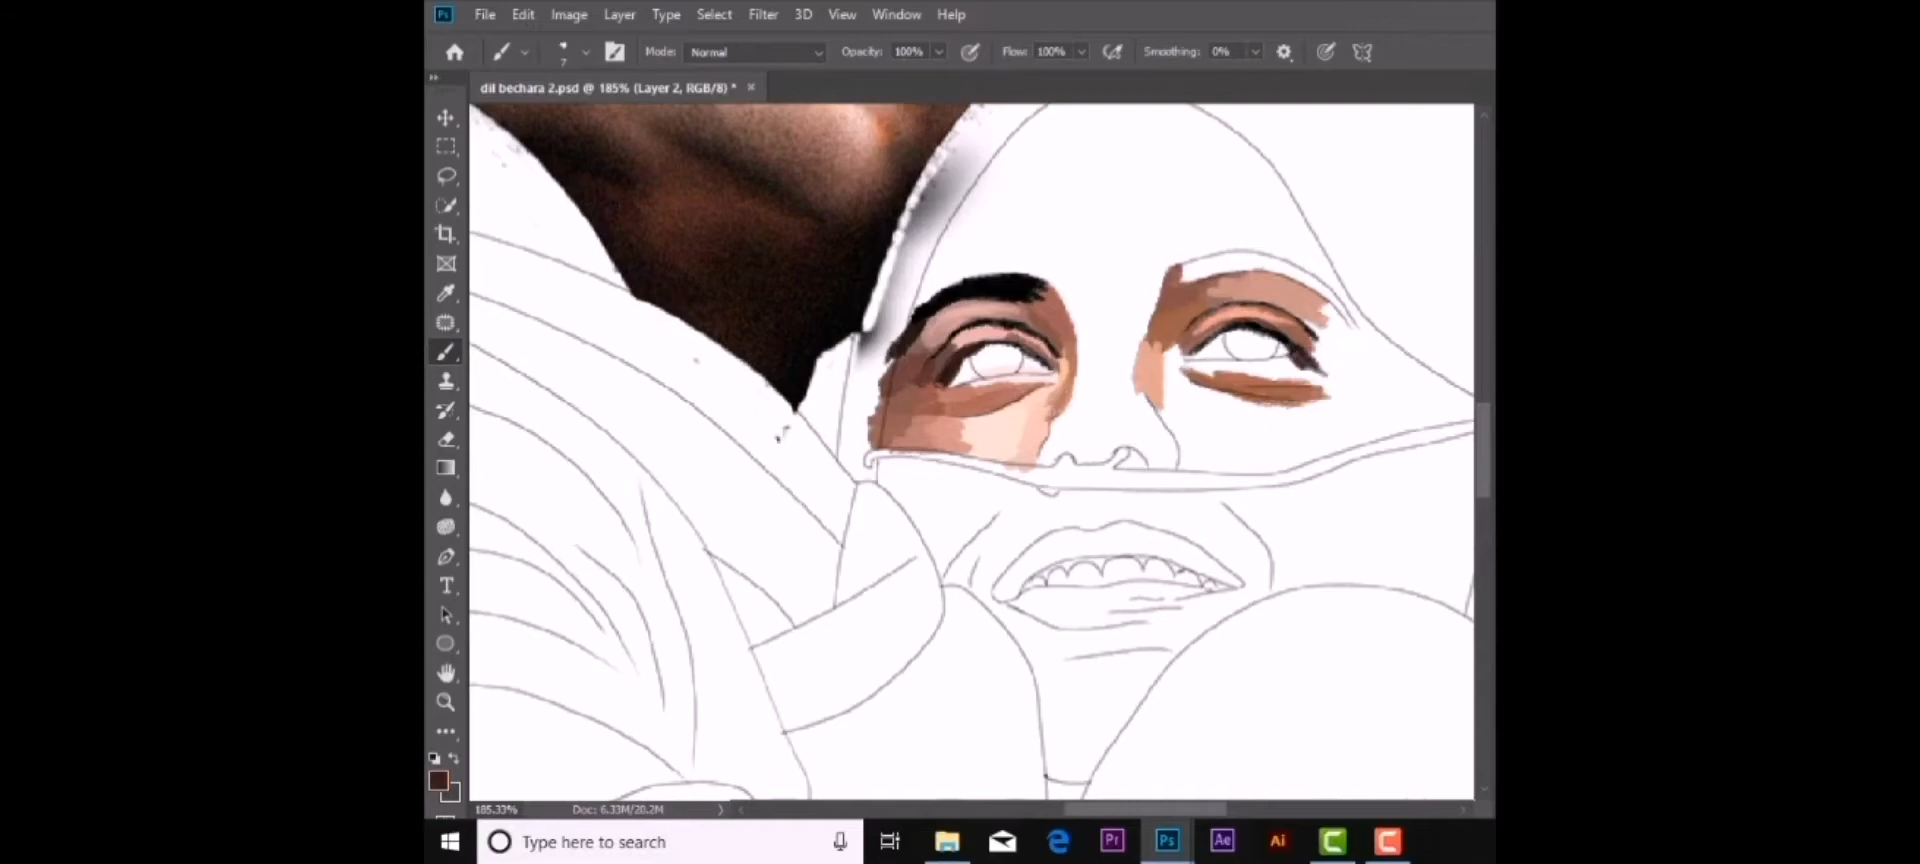 Ps File Edit Image Layer Type Select Filter 3D View Window Help
7 Mode: Normal Opacity: 100% Flow: 100% Smoothing: 0%
dil bechara 2.psd @ 185% (Layer 2, RGB/8) *
T
185.33% Doc: 6.33M/20.2M
Type here to search Pr Ps Ae Ai